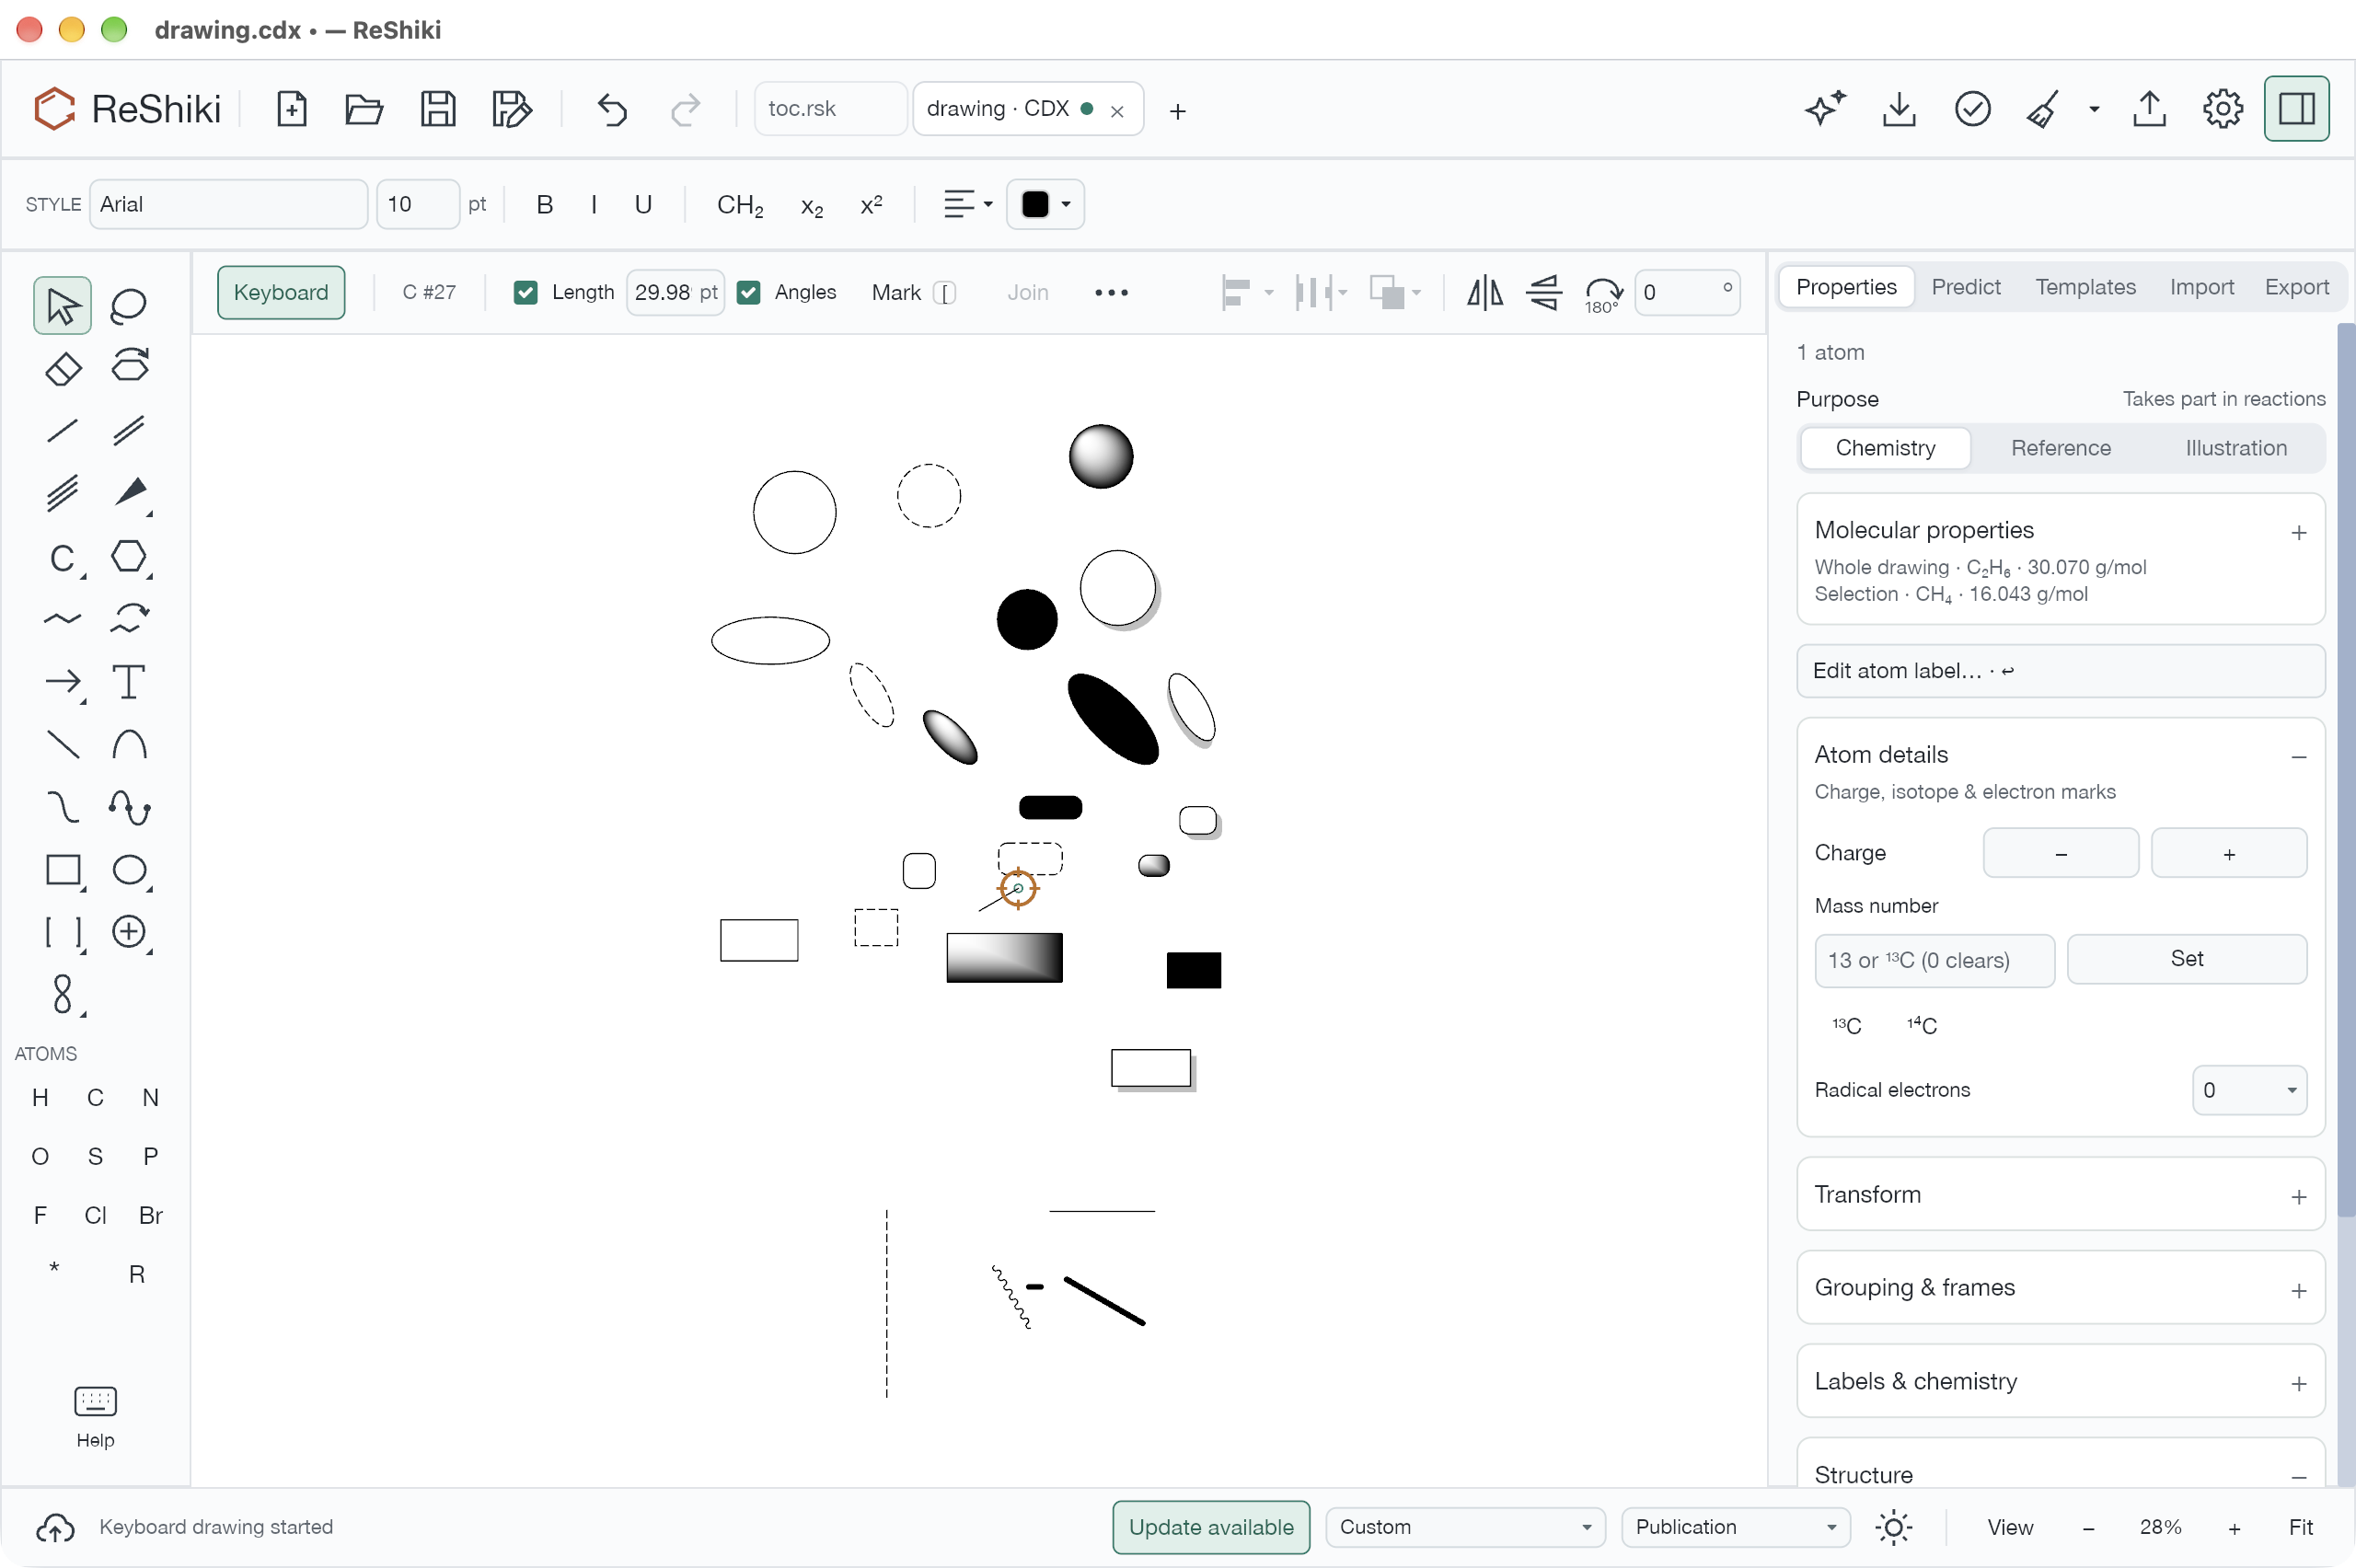 drawing.cdx • — ReShiki
ReShiki
toc.rsk
drawing · CDX
STYLE Arial 10 pt B I U CH₂ x₂ x²
Keyboard C #27 Length 29.98 pt Angles Mark [ Join ••• 180° 0 °
Properties Predict Templates Import Export
1 atom
Purpose Takes part in reactions
Chemistry Reference Illustration
Molecular properties
Whole drawing · C₂H₆ · 30.070 g/mol
Selection · CH₄ · 16.043 g/mol
Edit atom label... · ↩
Atom details
Charge, isotope & electron marks
Charge − +
Mass number
13 or ¹³C (0 clears) Set
¹³C ¹⁴C
Radical electrons 0
Transform
Grouping & frames
Labels & chemistry
Structure
C
T
ATOMS
H C N
O S P
F Cl Br
* R
Help
Keyboard drawing started
Update available Custom Publication View − 28% + Fit